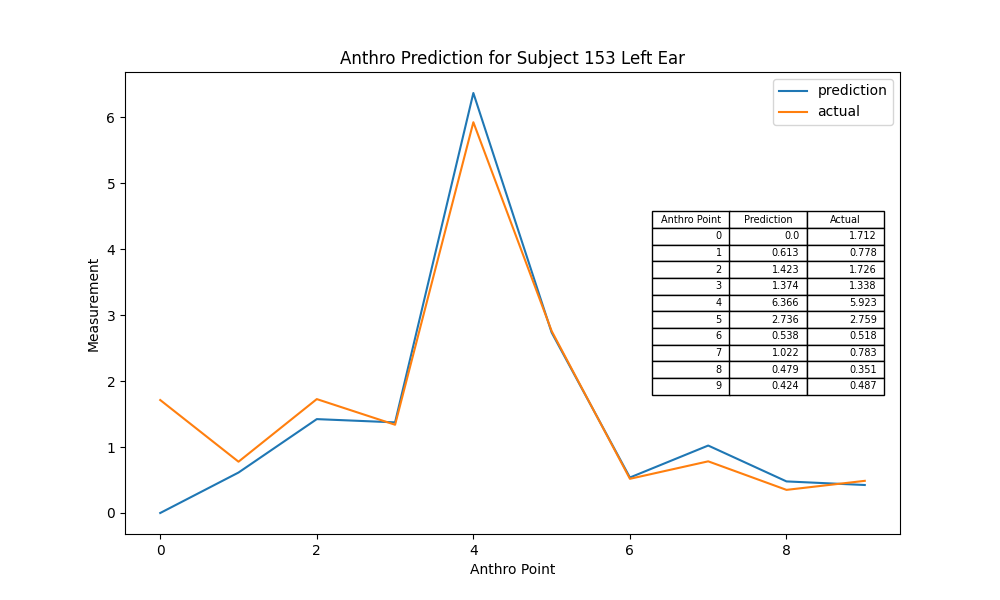 Anthro Prediction for Subject 153 Left Ear
prediction
actual
6
5
4
3
2
1
0
Measurement
Anthro Point Prediction Actual
0 0.0 1.712
1 0.613 0.778
2 1.423 1.726
3 1.374 1.338
4 6.366 5.923
5 2.736 2.759
6 0.538 0.518
7 1.022 0.783
8 0.479 0.351
9 0.424 0.487
0 2 4 6 8
Anthro Point